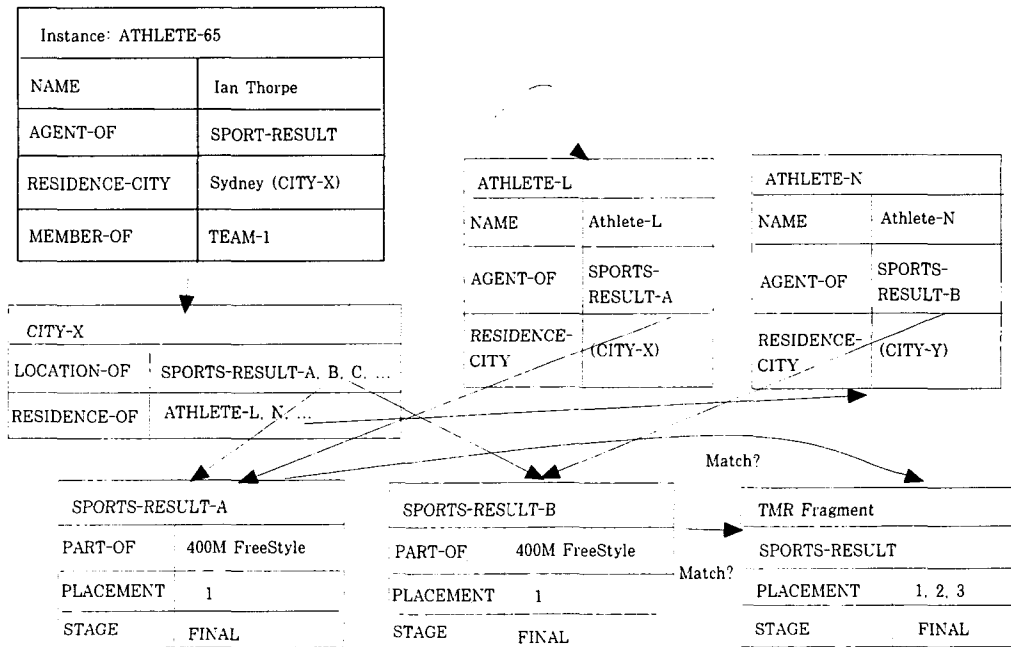 Instance: ATHLETE-65
NAME Ian Thorpe
AGENT-OF SPORT-RESULT
RESIDENCE-CITY Sydney (CITY-X)
MEMBER-OF TEAM-1
ATHLETE-L
NAME Athlete-L
AGENT-OF SPORTS-
RESULT-A
RESIDENCE-
CITY (CITY-X)
ATHLETE-N
NAME Athlete-N
AGENT-OF SPORTS-
RESULT-B
RESIDENCE-
CITY (CITY-Y)
CITY-X
LOCATION-OF SPORTS-RESULT-A, B, C, ...
RESIDENCE-OF ATHLETE-L, N, ...
Match?
SPORTS-RESULT-A
PART-OF 400M FreeStyle
PLACEMENT 1
STAGE FINAL
SPORTS-RESULT-B
PART-OF 400M FreeStyle
PLACEMENT 1
STAGE FINAL
Match?
TMR Fragment
SPORTS-RESULT
PLACEMENT 1, 2, 3
STAGE FINAL